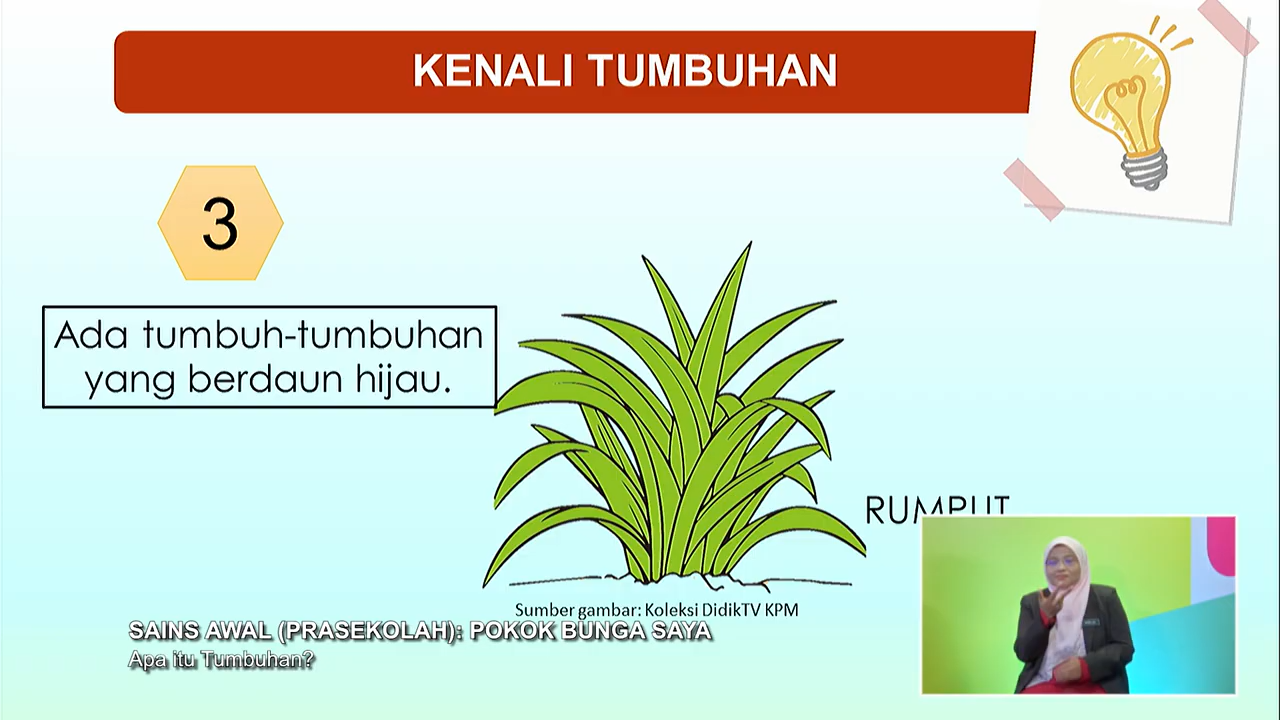 KENALI TUMBUHAN
3
Ada tumbuh-tumbuhan
yang berdaun hijau.
RUMPUT
Sumber gambar: Koleksi DidikTV KPM
SAINS AWAL (PRASEKOLAH): POKOK BUNGA SAYA
Apa itu Tumbuhan?